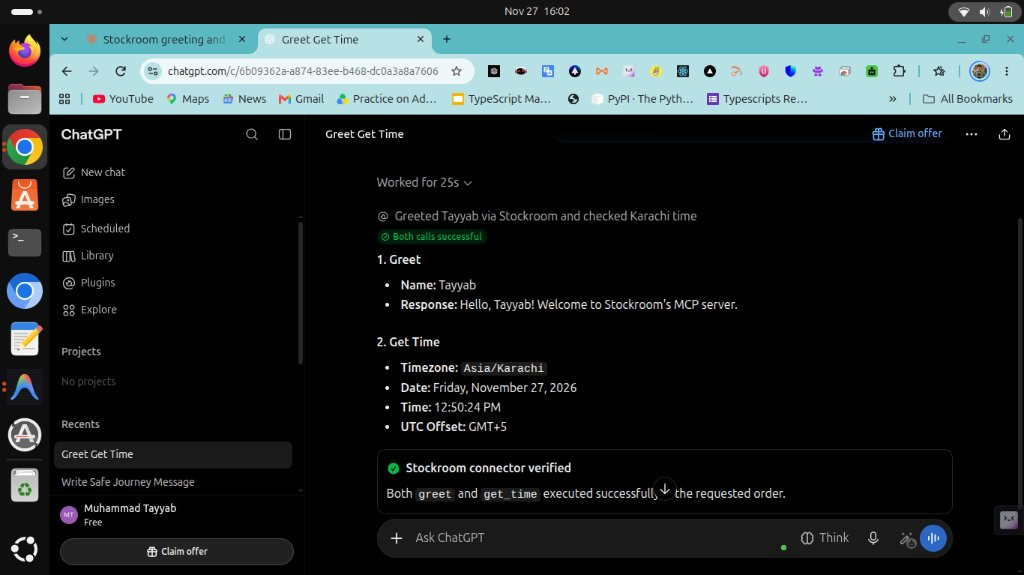 Nov 27 16:02
Stockroom greeting and
Greet Get Time
chatgpt.com/c/6b09362a-a874-83ee-b468-dc0a3a8a7606
YouTube
Maps
News
Gmail
Practice on Ad...
TypeScript Ma...
PyPI · The Pyth...
Typescripts Re...
All Bookmarks
ChatGPT
New chat
Images
Scheduled
Library
Plugins
Explore
Projects
No projects
Recents
Greet Get Time
Write Safe Journey Message
MT
Muhammad Tayyab
Free
Claim offer
Greet Get Time
Claim offer
Worked for 25s
Greeted Tayyab via Stockroom and checked Karachi time
Both calls successful
1. Greet
• Name: Tayyab
• Response: Hello, Tayyab! Welcome to Stockroom's MCP server.
2. Get Time
• Timezone: Asia/Karachi
• Date: Friday, November 27, 2026
• Time: 12:50:24 PM
• UTC Offset: GMT+5
Stockroom connector verified
Both greet and get_time executed successfully the requested order.
Ask ChatGPT
Think